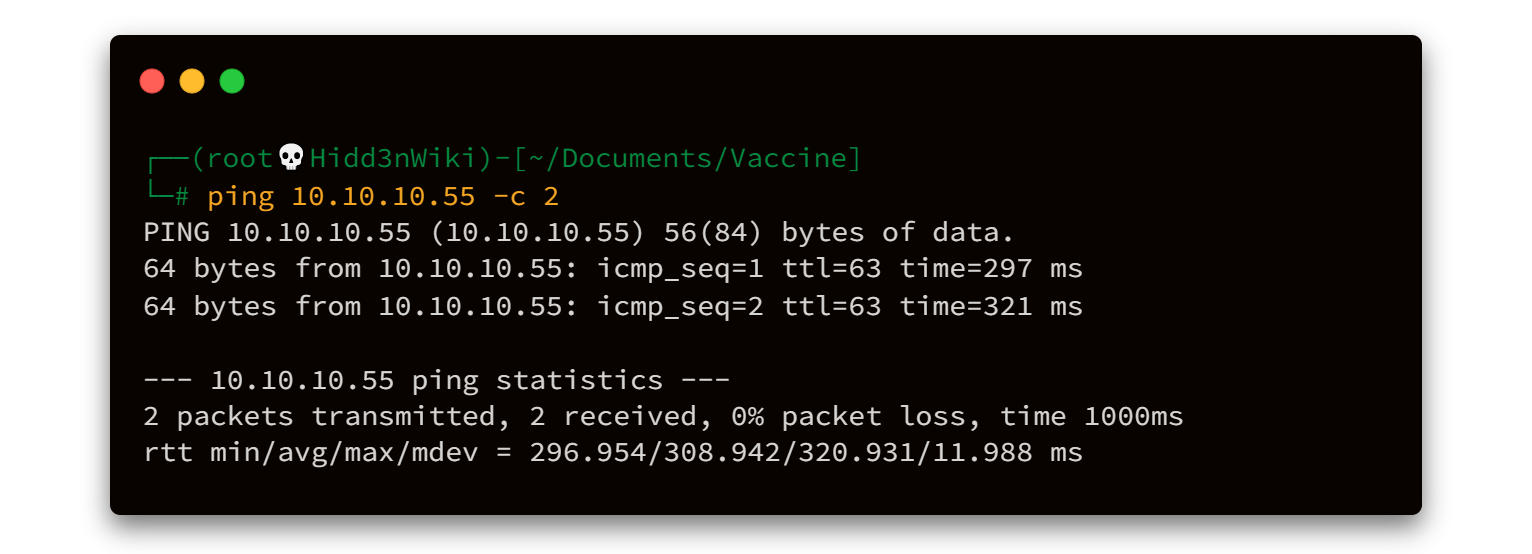 ┌──(root💀Hidd3nWiki)-[~/Documents/Vaccine]
└─# ping 10.10.10.55 -c 2
PING 10.10.10.55 (10.10.10.55) 56(84) bytes of data.
64 bytes from 10.10.10.55: icmp_seq=1 ttl=63 time=297 ms
64 bytes from 10.10.10.55: icmp_seq=2 ttl=63 time=321 ms

--- 10.10.10.55 ping statistics ---
2 packets transmitted, 2 received, 0% packet loss, time 1000ms
rtt min/avg/max/mdev = 296.954/308.942/320.931/11.988 ms